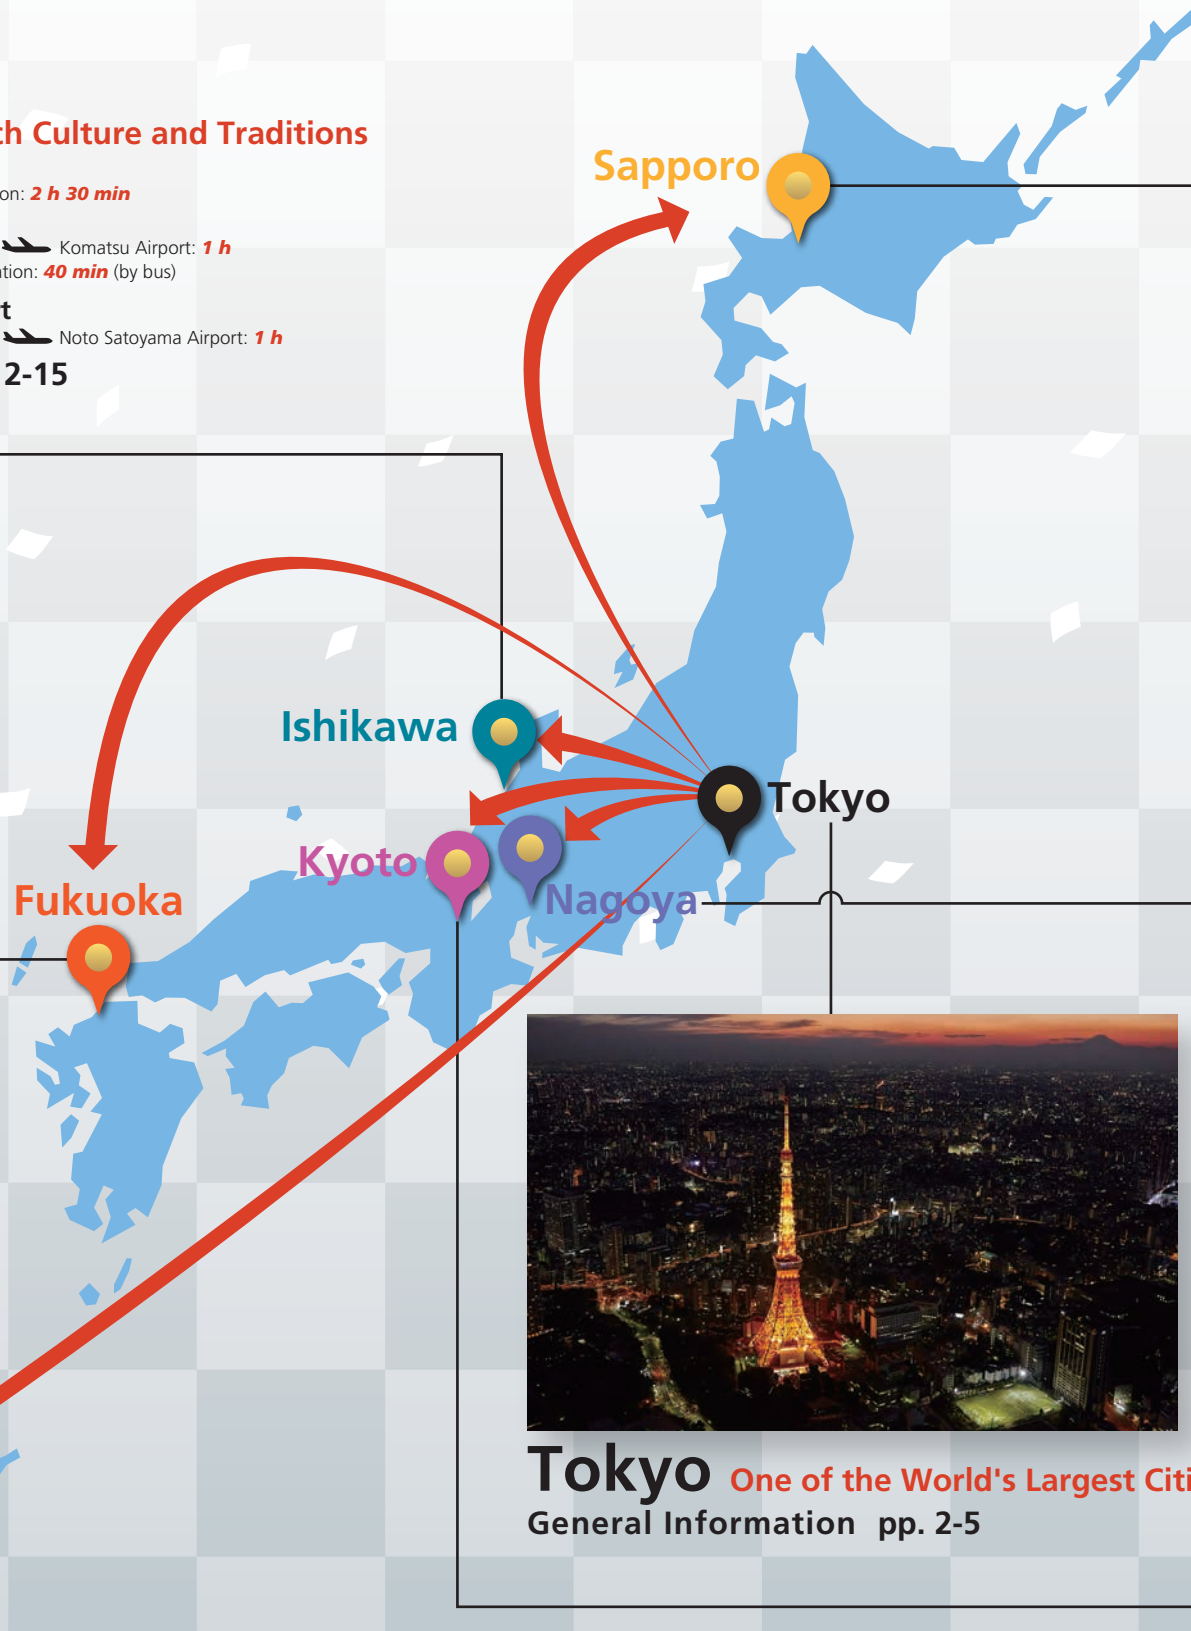 ch Culture and Traditions
on: 2 h 30 min
Komatsu Airport: 1 h
tion: 40 min (by bus)
rt
Noto Satoyama Airport: 1 h
2-15
Sapporo
Ishikawa
Tokyo
Kyoto
Fukuoka
Nagoya
Tokyo One of the World's Largest Citi
General Information pp. 2-5